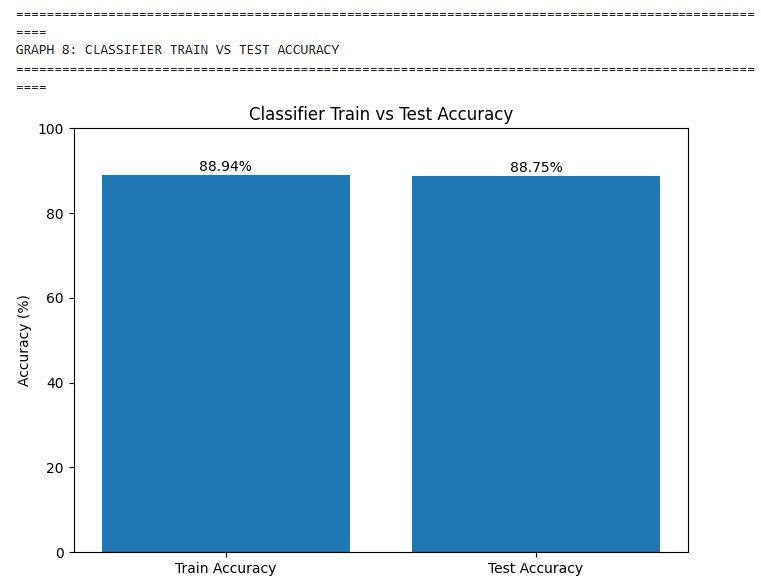 ================================================================================================
====
GRAPH 8: CLASSIFIER TRAIN VS TEST ACCURACY
================================================================================================
====
Classifier Train vs Test Accuracy
100
88.94%
88.75%
80
60
Accuracy (%)
40
20
0
Train Accuracy
Test Accuracy